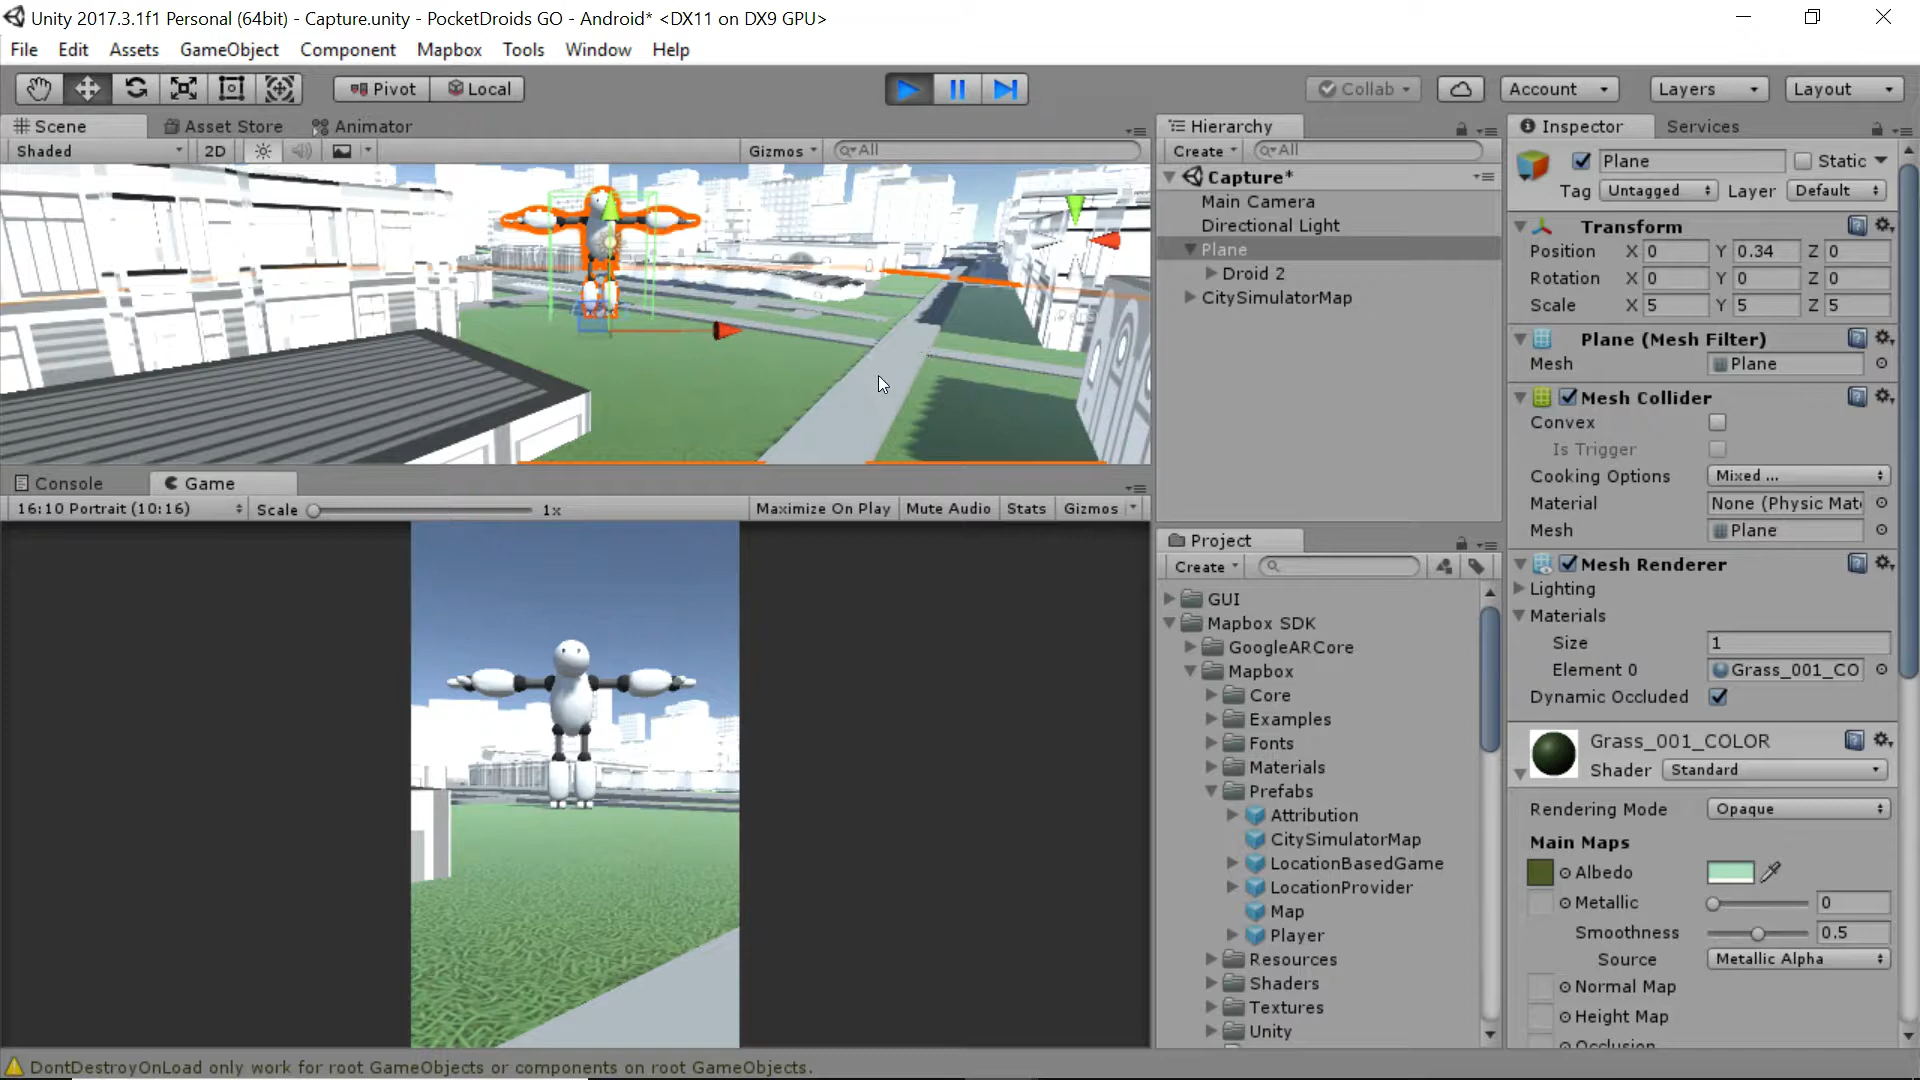 Unity 2017.3.1f1 Personal (64bit) - Capture.unity - PocketDroids GO - Android* <DX11 on DX9 GPU>
File Edit Assets GameObject Component Mapbox Tools Window Help
Pivot Local Collab Account Layers Layout
Scene Asset Store Animator
Shaded 2D Gizmos All
Console Game
16:10 Portrait (10:16) Scale 1x Maximize On Play Mute Audio Stats Gizmos
Hierarchy
Create All
Capture*
Main Camera
Directional Light
Plane
Droid 2
CitySimulatorMap
Project
Create
GUI
Mapbox SDK
GoogleARCore
Mapbox
Core
Examples
Fonts
Materials
Prefabs
Attribution
CitySimulatorMap
LocationBasedGame
LocationProvider
Map
Player
Resources
Shaders
Textures
Unity
Inspector Services
Plane Static
Tag Untagged Layer Default
Transform
Position X 0 Y 0.34 Z 0
Rotation X 0 Y 0 Z 0
Scale X 5 Y 5 Z 5
Plane (Mesh Filter)
Mesh Plane
Mesh Collider
Convex
Is Trigger
Cooking Options Mixed ...
Material None (Physic Mat
Mesh Plane
Mesh Renderer
Lighting
Materials
Size 1
Element 0 Grass_001_CO
Dynamic Occluded
Grass_001_COLOR
Shader Standard
Rendering Mode Opaque
Main Maps
Albedo
Metallic 0
Smoothness 0.5
Source Metallic Alpha
Normal Map
Height Map
Occlusion
DontDestroyOnLoad only work for root GameObjects or components on root GameObjects.